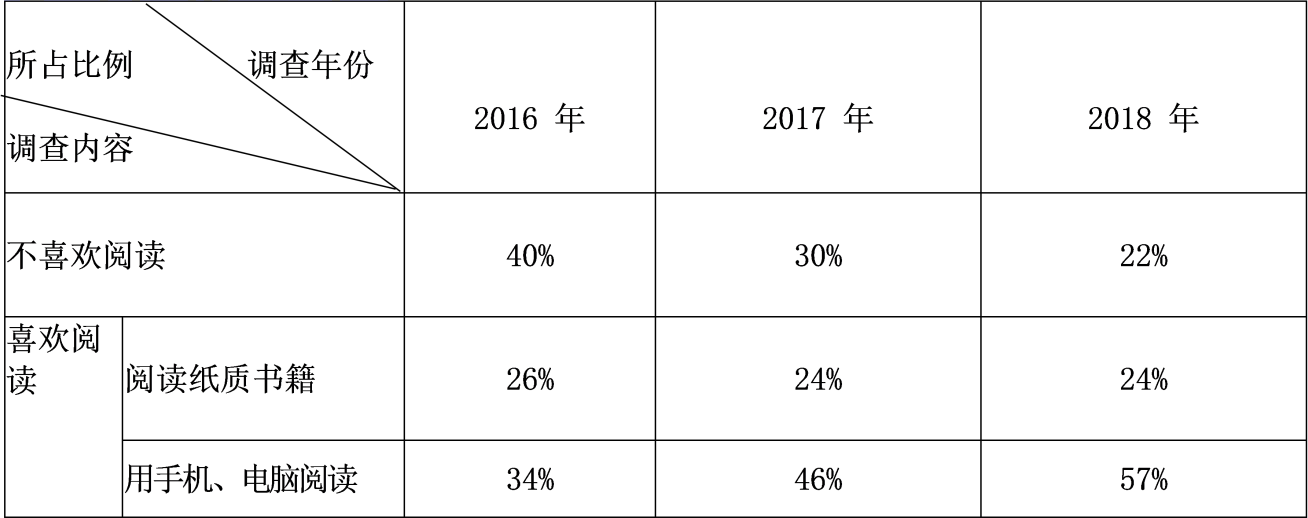 所占比例 调查年份
调查内容
2016 年 2017 年 2018 年
不喜欢阅读 40% 30% 22%
喜欢阅
读
阅读纸质书籍 26% 24% 24%
用手机、电脑阅读 34% 46% 57%